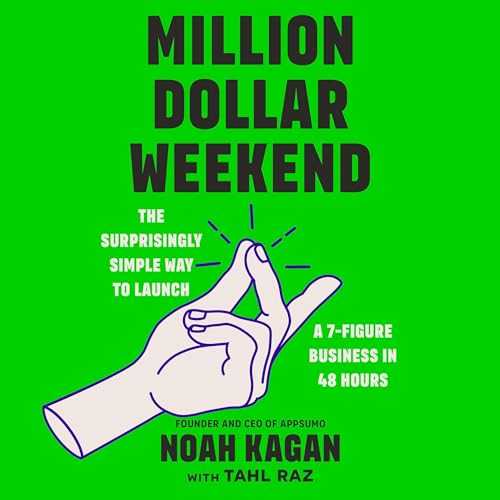 MILLION
DOLLAR
WEEKEND
THE
SURPRISINGLY
SIMPLE WAY
TO LAUNCH
A 7-FIGURE
BUSINESS IN
48 HOURS
FOUNDER AND CEO OF APPSUMO
NOAH KAGAN
WITH TAHL RAZ